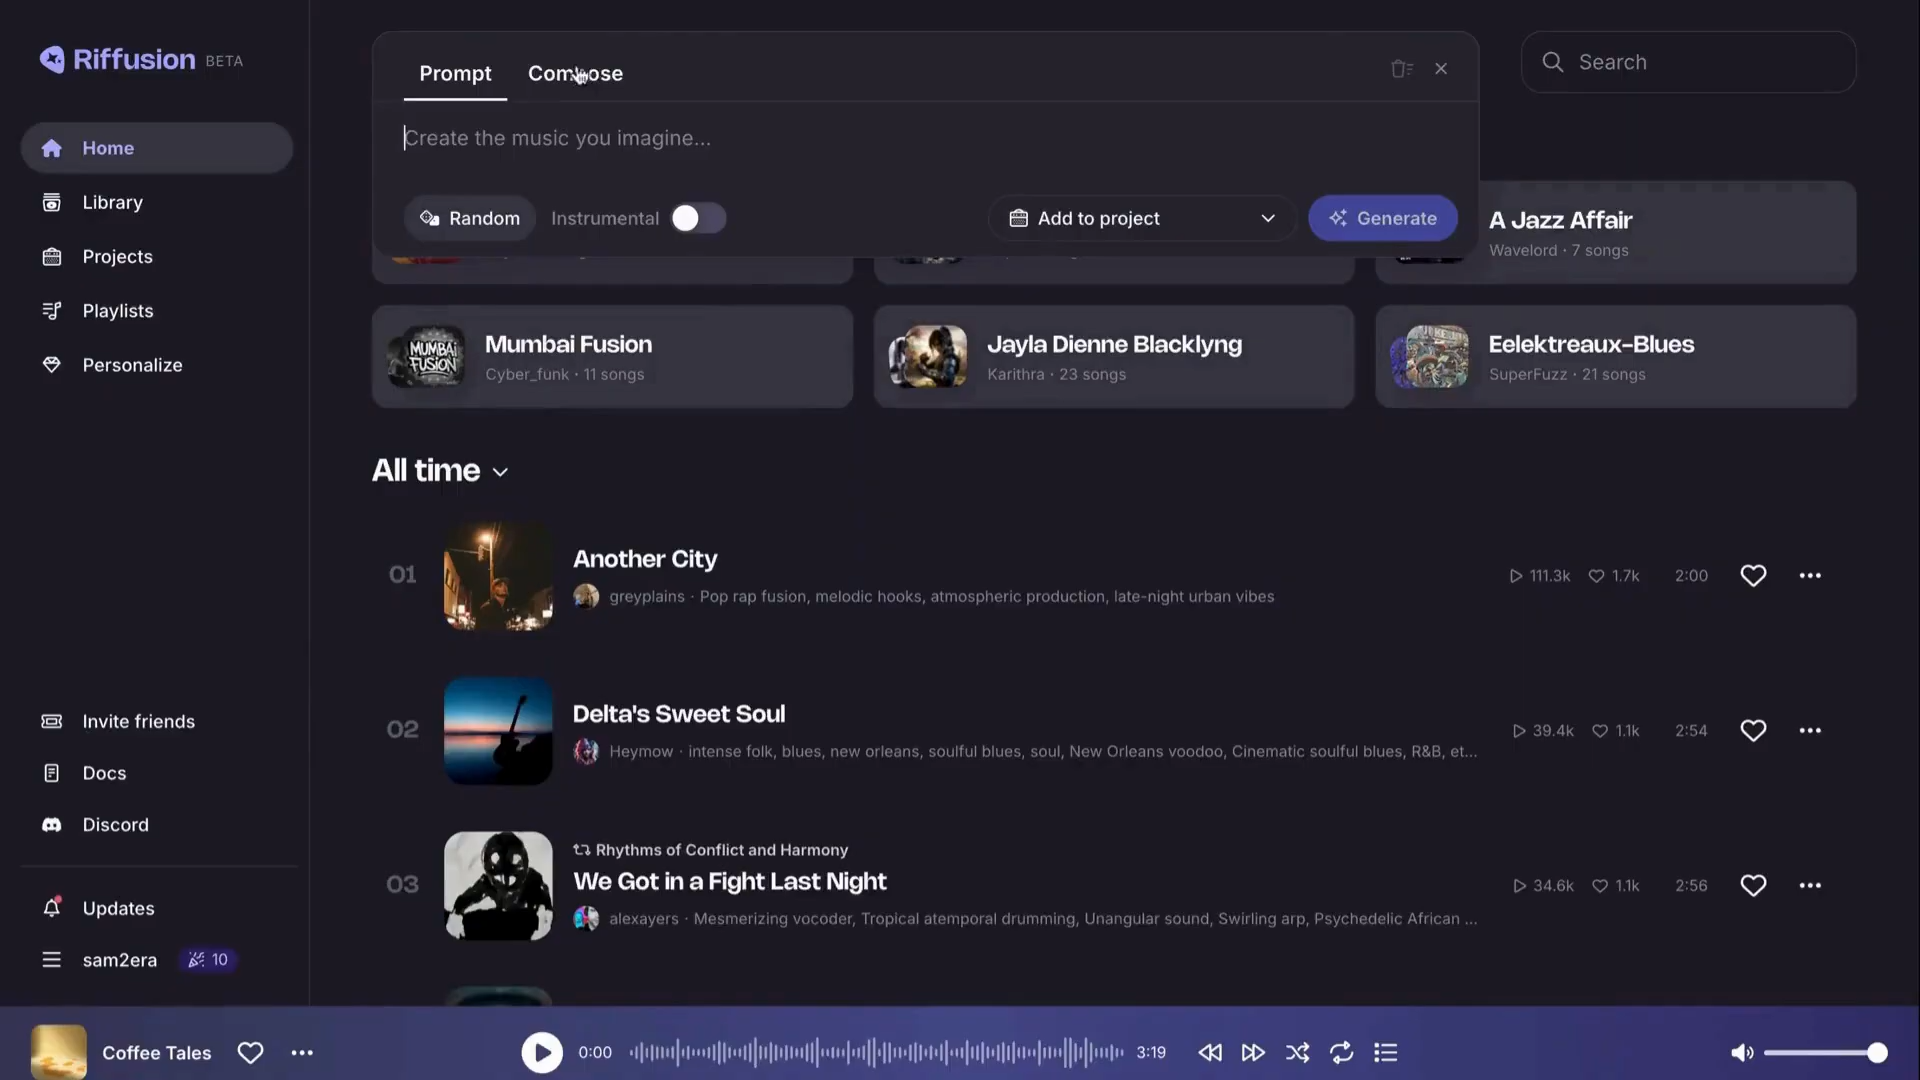 Riffusion BETA
Home
Library
Projects
Playlists
Personalize
Invite friends
Docs
Discord
Updates
sam2era 10
Prompt Compose
Create the music you imagine...
Random Instrumental Add to project Generate
Search
A Jazz Affair
Wavelord · 7 songs
MUMBAI FUSION
Mumbai Fusion
Cyber_funk · 11 songs
Jayla Dienne Blacklyng
Karithra · 23 songs
Eelektreaux-Blues
SuperFuzz · 21 songs
All time
01
Another City
greyplains · Pop rap fusion, melodic hooks, atmospheric production, late-night urban vibes
111.3k 1.7k 2:00
02
Delta's Sweet Soul
Heymow · intense folk, blues, new orleans, soulful blues, soul, New Orleans voodoo, Cinematic soulful blues, R&B, et...
39.4k 1.1k 2:54
03
Rhythms of Conflict and Harmony
We Got in a Fight Last Night
alexayers · Mesmerizing vocoder, Tropical atemporal drumming, Unangular sound, Swirling arp, Psychedelic African ...
34.6k 1.1k 2:56
Coffee Tales
0:00 3:19